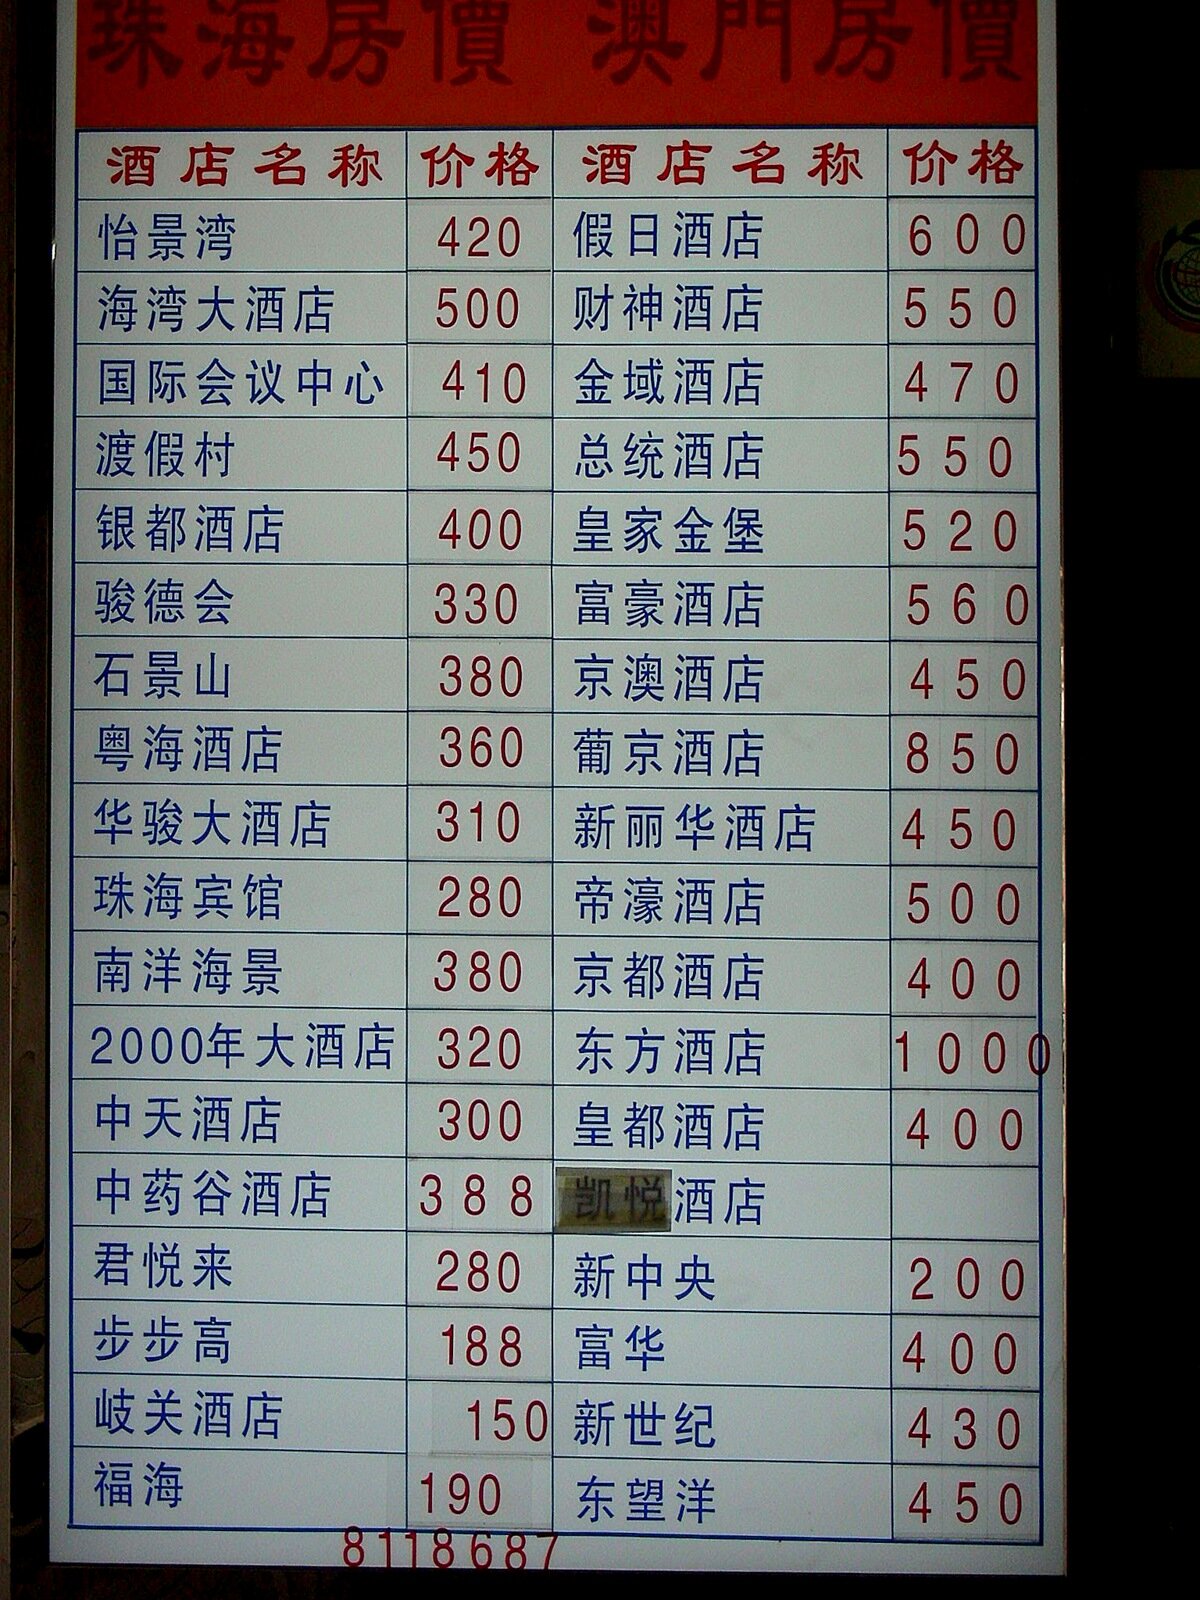 珠海房價 澳門房價
酒店名称 价格 酒店名称 价格
怡景湾 420 假日酒店 600
海湾大酒店 500 财神酒店 550
国际会议中心 410 金域酒店 470
渡假村 450 总统酒店 550
银都酒店 400 皇家金堡 520
骏德会 330 富豪酒店 560
石景山 380 京澳酒店 450
粤海酒店 360 葡京酒店 850
华骏大酒店 310 新丽华酒店 450
珠海宾馆 280 帝濠酒店 500
南洋海景 380 京都酒店 400
2000年大酒店 320 东方酒店 1000
中天酒店 300 皇都酒店 400
中药谷酒店 388 凯悦酒店
君悦来 280 新中央 200
步步高 188 富华 400
岐关酒店 150 新世纪 430
福海 190 东望洋 450
8118687